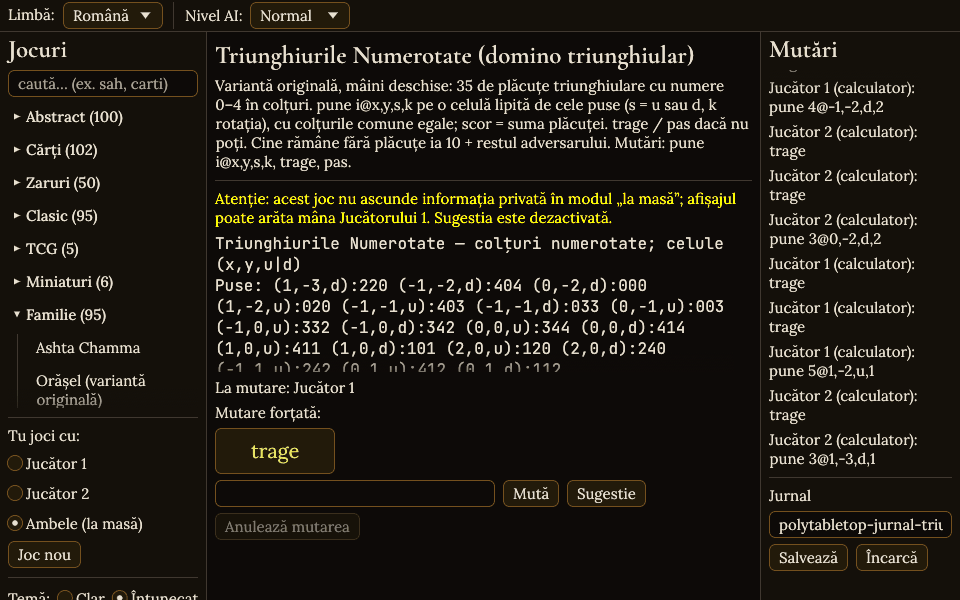 Limbă: Română Nivel AI: Normal
Jocuri
caută… (ex. sah, carti)
Abstract (100)
Cărți (102)
Zaruri (50)
Clasic (95)
TCG (5)
Miniaturi (6)
Familie (95)
Ashta Chamma
Orășel (variantă
originală)
Tu joci cu:
Jucător 1
Jucător 2
Ambele (la masă)
Joc nou
Temă: Clar Întunecat
Triunghiurile Numerotate (domino triunghiular)
Variantă originală, mâini deschise: 35 de plăcuțe triunghiulare cu numere
0–4 în colțuri. pune i@x,y,s,k pe o celulă lipită de cele puse (s = u sau d, k
rotația), cu colțurile comune egale; scor = suma plăcuței. trage / pas dacă nu
poți. Cine rămâne fără plăcuțe ia 10 + restul adversarului. Mutări: pune
i@x,y,s,k, trage, pas.
Atenție: acest joc nu ascunde informația privată în modul „la masă”; afișajul
poate arăta mâna Jucătorului 1. Sugestia este dezactivată.
Triunghiurile Numerotate — colțuri numerotate; celule
(x,y,u|d)
Puse: (1,-3,d):220 (-1,-2,d):404 (0,-2,d):000
(1,-2,u):020 (-1,-1,u):403 (-1,-1,d):033 (0,-1,u):003
(-1,0,u):332 (-1,0,d):342 (0,0,u):344 (0,0,d):414
(1,0,u):411 (1,0,d):101 (2,0,u):120 (2,0,d):240
(-1,1,u):242 (0,1,u):412 (0,1,d):112
La mutare: Jucător 1
Mutare forțată:
trage
Mută Sugestie
Anulează mutarea
Mutări
Jucător 1 (calculator):
pune 4@-1,-2,d,2
Jucător 2 (calculator):
trage
Jucător 2 (calculator):
trage
Jucător 2 (calculator):
pune 3@0,-2,d,2
Jucător 1 (calculator):
trage
Jucător 1 (calculator):
trage
Jucător 1 (calculator):
pune 5@1,-2,u,1
Jucător 2 (calculator):
trage
Jucător 2 (calculator):
pune 3@1,-3,d,1
Jurnal
polytabletop-jurnal-triu
Salvează Încarcă